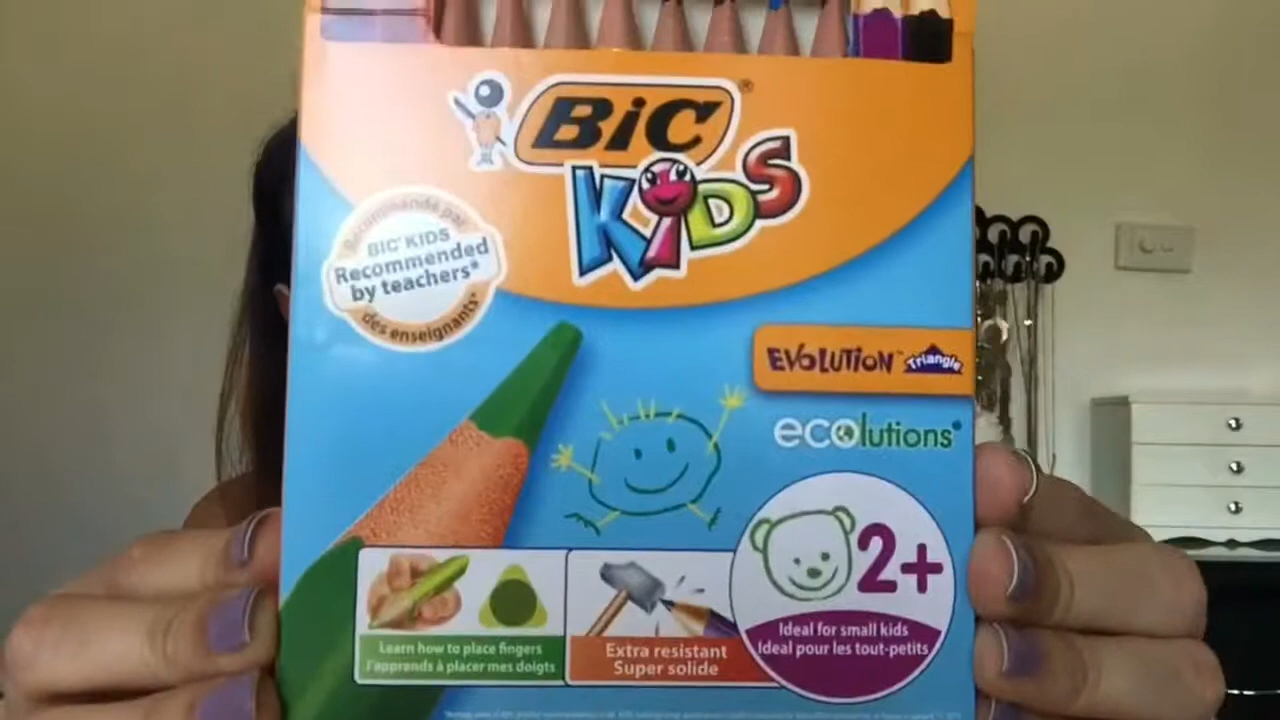 BiC®
KiDS
Recommandé par
BIC® KIDS
Recommended
by teachers*
des enseignants*
EVOLUTION™ Triangle
ecolutions®
2+
Ideal for small kids
Idéal pour les tout-petits
Learn how to place fingers
J'apprends à placer mes doigts
Extra resistant
Super solide